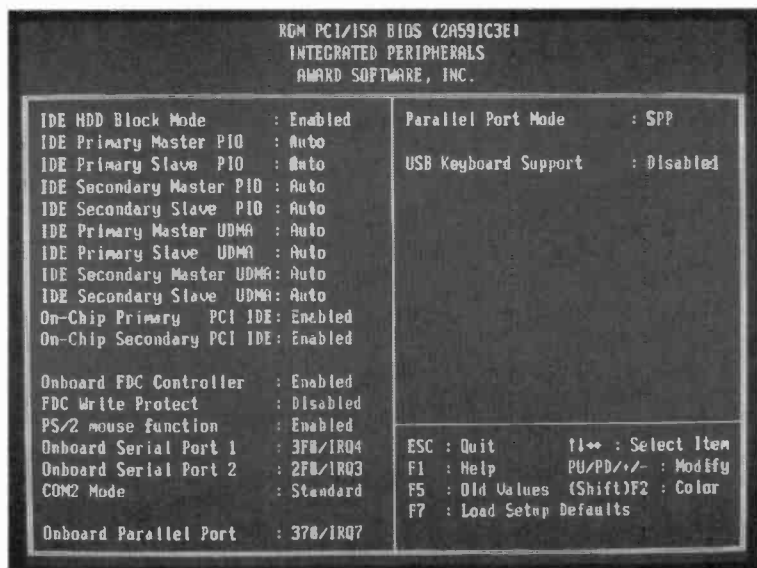 RGM PCI/ISA BIOS (2A59IC3E)
INTEGRATED PERIPHERALS
AWARD SOFTWARE, INC.
IDE HDD Block Mode : Enabled
IDE Primary Master PIO : Auto
IDE Primary Slave PIO : Auto
IDE Secondary Master PIO : Auto
IDE Secondary Slave PIO : Auto
IDE Primary Master UDMA : Auto
IDE Primary Slave UDMA : Auto
IDE Secondary Master UDMA: Auto
IDE Secondary Slave UDMA: Auto
On-Chip Primary PCI IDE: Enabled
On-Chip Secondary PCI IDE: Enabled
Onboard FDC Controller : Enabled
FDC Write Protect : Disabled
PS/2 mouse function : Enabled
Onboard Serial Port 1 : 3F8/IRQ4
Onboard Serial Port 2 : 2F8/IRQ3
COM2 Mode : Standard
Onboard Parallel Port : 378/IRQ7
Parallel Port Mode : SPP
USB Keyboard Support : Disabled
ESC : Quit ↑↓→← : Select Item
F1 : Help PU/PD/+/- : Modify
F5 : Old Values (Shift)F2 : Color
F7 : Load Setup Defaults